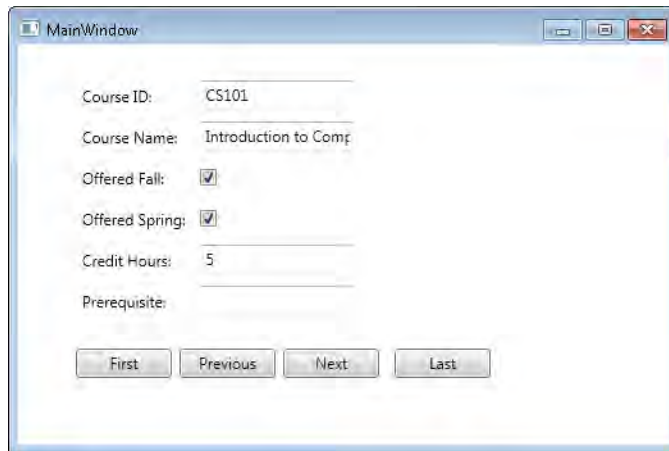 MainWindow
Course ID: CS101
Course Name: Introduction to Comp
Offered Fall:
Offered Spring:
Credit Hours: 5
Prerequisite:
First Previous Next Last